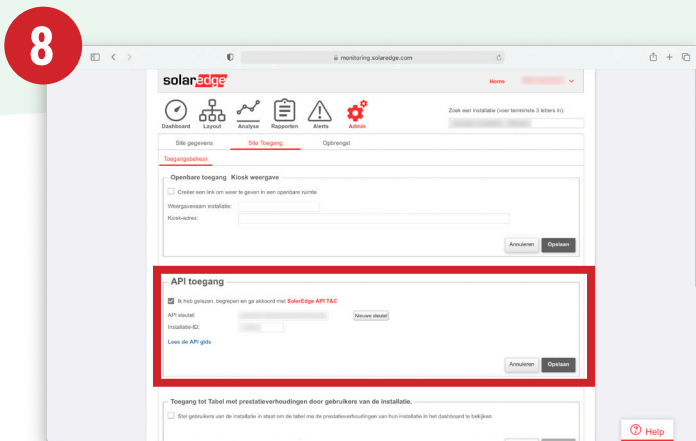 8
monitoring.solaredge.com
solaredge
Home
Dashboard Layout Analyse Rapporten Alerts Admin
Zoek een installatie (voer tenminste 3 letters in):
Site gegevens Site Toegang Opbrengst
Toegangsbeheer
Openbare toegang Kiosk weergave
Creëer een link om weer te geven in een openbare ruimte
Weergavenaam installatie:
Kiosk-adres:
Annuleren Opslaan
API toegang
Ik heb gelezen, begrepen en ga akkoord met SolarEdge API T&C
API sleutel: Nieuwe sleutel
Installatie-ID:
Lees de API gids
Annuleren Opslaan
Toegang tot Tabel met prestatieverhoudingen door gebruikers van de installatie.
Stel gebruikers van de installatie in staat om de tabel me de prestatieverhoudingen van hun installatie in het dashboard te bekijken.
Help